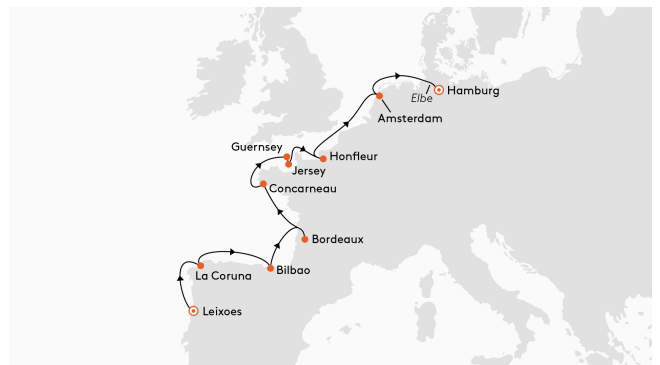 Elbe
Hamburg
Amsterdam
Guernsey
Honfleur
Jersey
Concarneau
Bordeaux
La Coruna
Bilbao
Leixoes